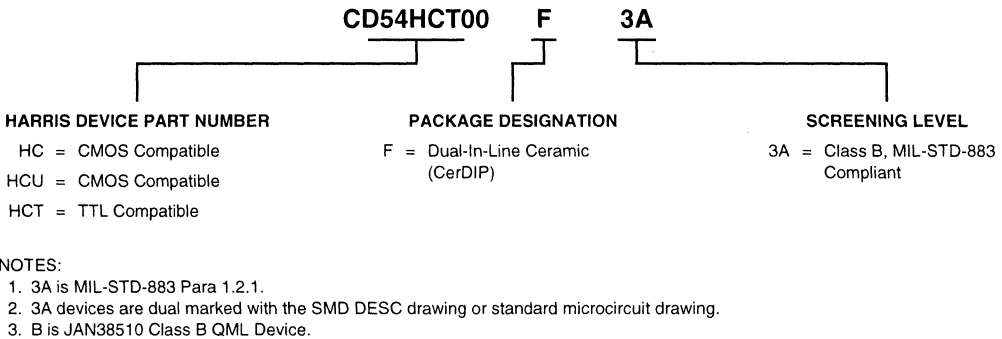 CD54HCT00 F 3A
HARRIS DEVICE PART NUMBER
HC = CMOS Compatible
HCU = CMOS Compatible
HCT = TTL Compatible
PACKAGE DESIGNATION
F = Dual-In-Line Ceramic
(CerDIP)
SCREENING LEVEL
3A = Class B, MIL-STD-883
Compliant
NOTES:
1. 3A is MIL-STD-883 Para 1.2.1.
2. 3A devices are dual marked with the SMD DESC drawing or standard microcircuit drawing.
3. B is JAN38510 Class B QML Device.